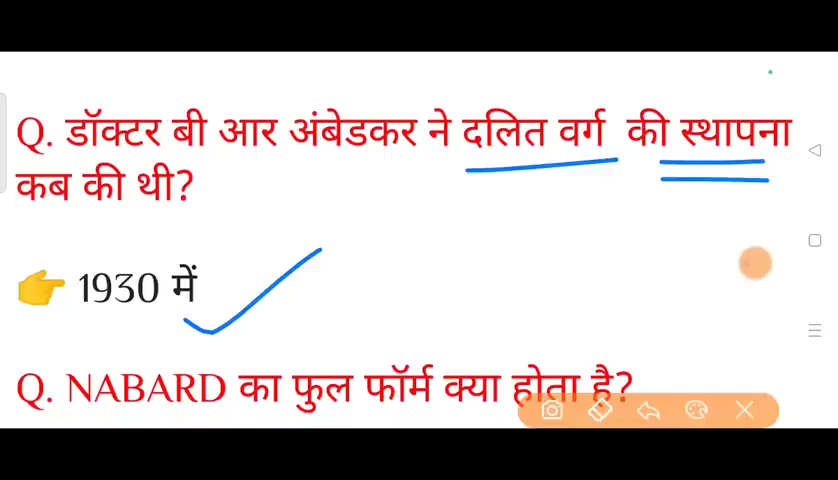 Q. डॉक्टर बी आर अंबेडकर ने दलित वर्ग की स्थापना
कब की थी?
👉 1930 में
Q. NABARD का फुल फॉर्म क्या होता है?